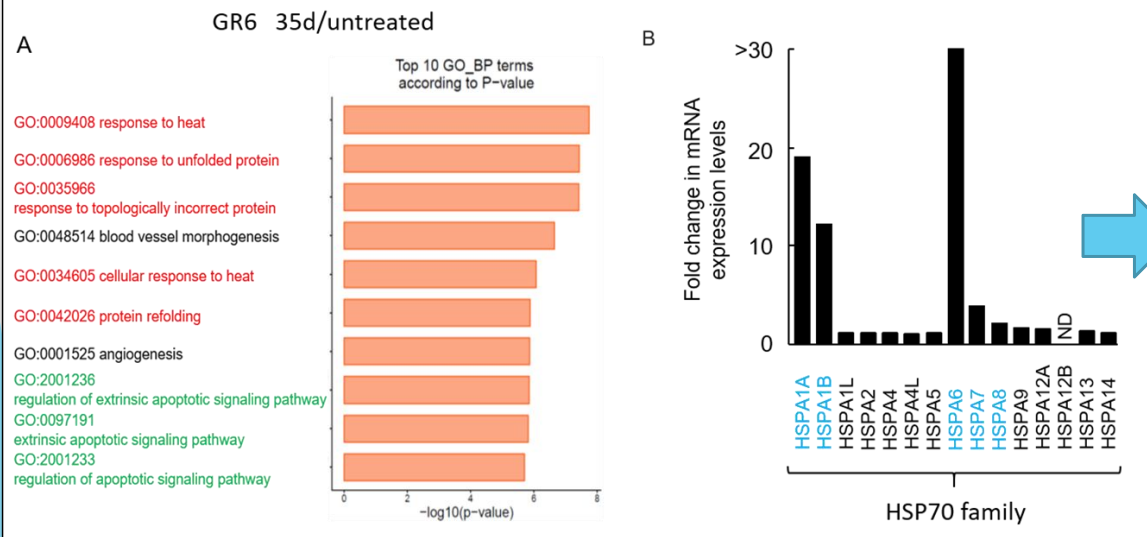 GR6 35d/untreated
A
Top 10 GO_BP terms
according to P−value
GO:0009408 response to heat
GO:0006986 response to unfolded protein
GO:0035966
response to topologically incorrect protein
GO:0048514 blood vessel morphogenesis
GO:0034605 cellular response to heat
GO:0042026 protein refolding
GO:0001525 angiogenesis
GO:2001236
regulation of extrinsic apoptotic signaling pathway
GO:0097191
extrinsic apoptotic signaling pathway
GO:2001233
regulation of apoptotic signaling pathway
0 2 4 6 8
−log10(p−value)
B
Fold change in mRNA
expression levels
>30
20
10
0
ND
HSPA1A
HSPA1B
HSPA1L
HSPA2
HSPA4
HSPA4L
HSPA5
HSPA6
HSPA7
HSPA8
HSPA9
HSPA12A
HSPA12B
HSPA13
HSPA14
HSP70 family